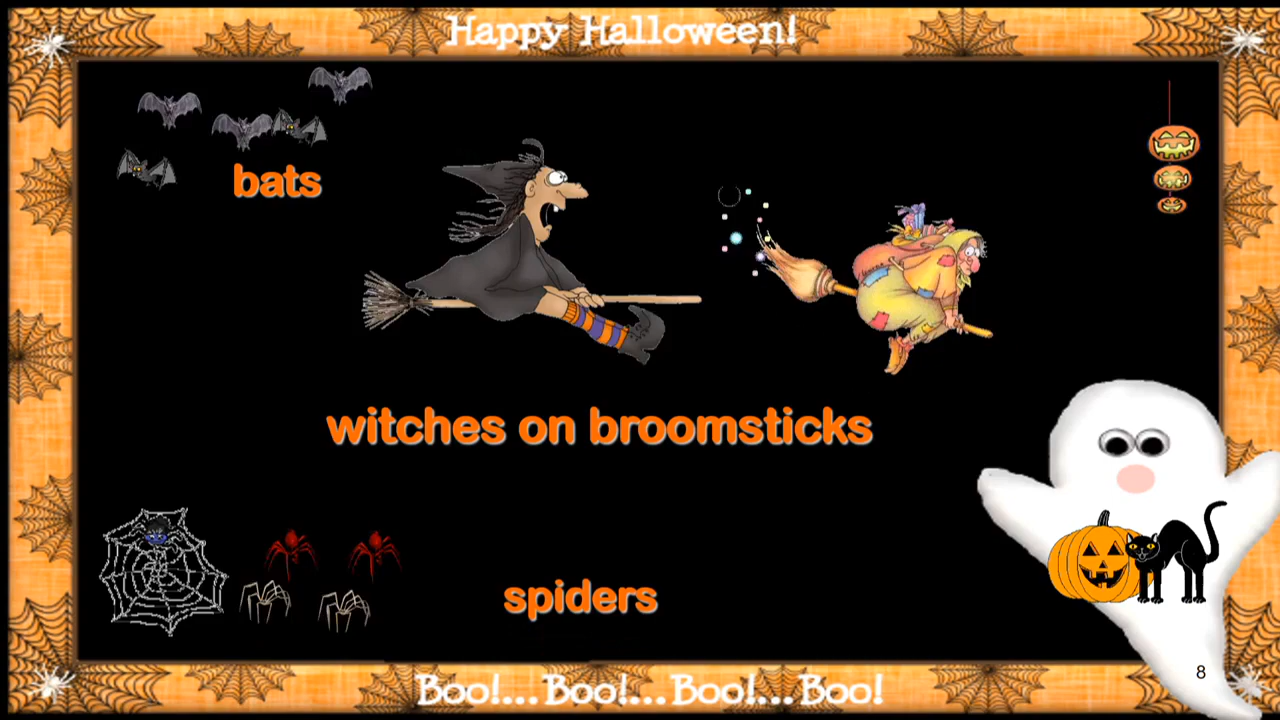 Happy Halloween!
bats
witches on broomsticks
spiders
8
Boo!...Boo!...Boo!...Boo!